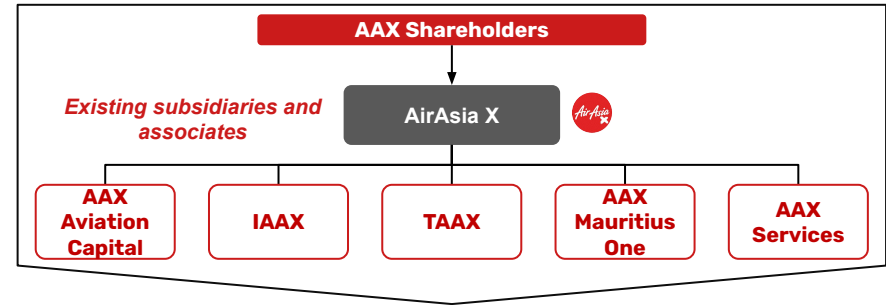 AAX Shareholders
Existing subsidiaries and
associates
AirAsia X
AirAsia
X
AAX
Aviation
Capital
IAAX
TAAX
AAX
Mauritius
One
AAX
Services